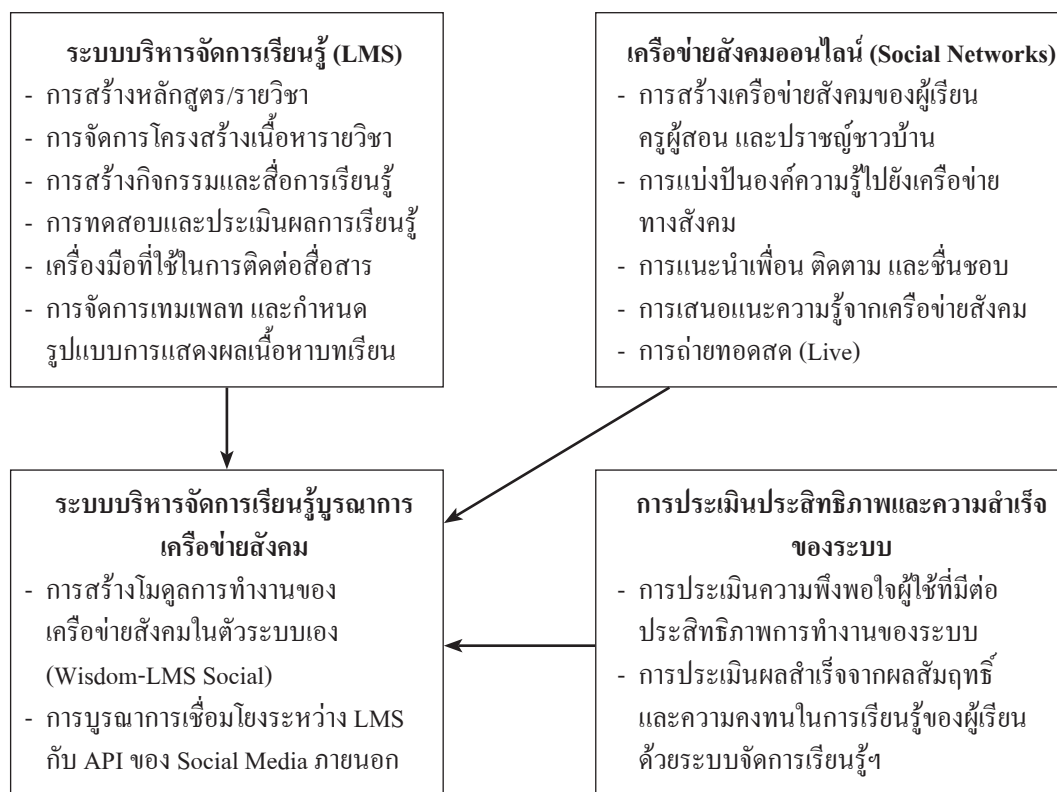 ระบบบริหารจัดการเรียนรู้ (LMS)
- การสร้างหลักสูตร/รายวิชา
- การจัดการโครงสร้างเนื้อหารายวิชา
- การสร้างกิจกรรมและสื่อการเรียนรู้
- การทดสอบและประเมินผลการเรียนรู้
- เครื่องมือที่ใช้ในการติดต่อสื่อสาร
- การจัดการเทมเพลท และกำหนด
รูปแบบการแสดงผลเนื้อหาบทเรียน
เครือข่ายสังคมออนไลน์ (Social Networks)
- การสร้างเครือข่ายสังคมของผู้เรียน
ครูผู้สอน และปราชญ์ชาวบ้าน
- การแบ่งปันองค์ความรู้ไปยังเครือข่าย
ทางสังคม
- การแนะนำเพื่อน ติดตาม และชื่นชอบ
- การเสนอแนะความรู้จากเครือข่ายสังคม
- การถ่ายทอดสด (Live)
ระบบบริหารจัดการเรียนรู้บูรณาการ
เครือข่ายสังคม
- การสร้างโมดูลการทำงานของ
เครือข่ายสังคมในตัวระบบเอง
(Wisdom-LMS Social)
- การบูรณาการเชื่อมโยงระหว่าง LMS
กับ API ของ Social Media ภายนอก
การประเมินประสิทธิภาพและความสำเร็จ
ของระบบ
- การประเมินความพึงพอใจผู้ใช้ที่มีต่อ
ประสิทธิภาพการทำงานของระบบ
- การประเมินผลสำเร็จจากผลสัมฤทธิ์
และความคงทนในการเรียนรู้ของผู้เรียน
ด้วยระบบจัดการเรียนรู้ฯ